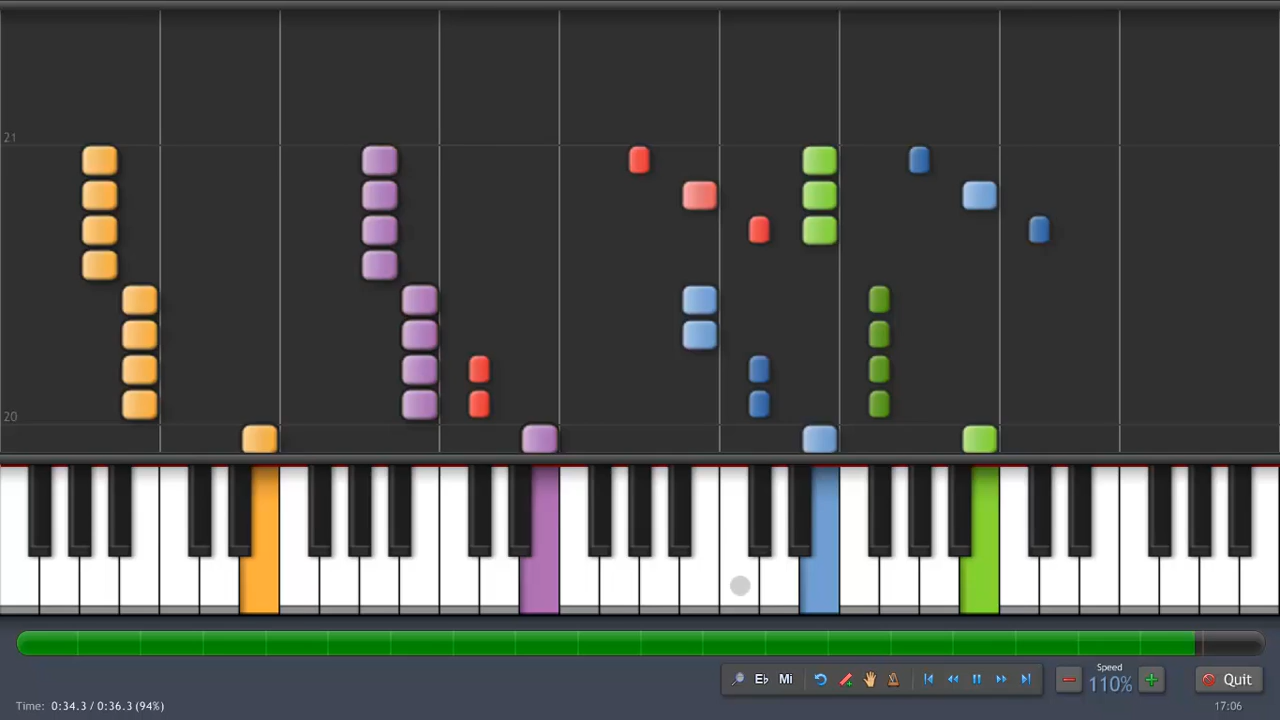 21
20
E♭ Mi
Speed
110%
Quit
Time: 0:34.3 / 0:36.3 (94%)
17:06